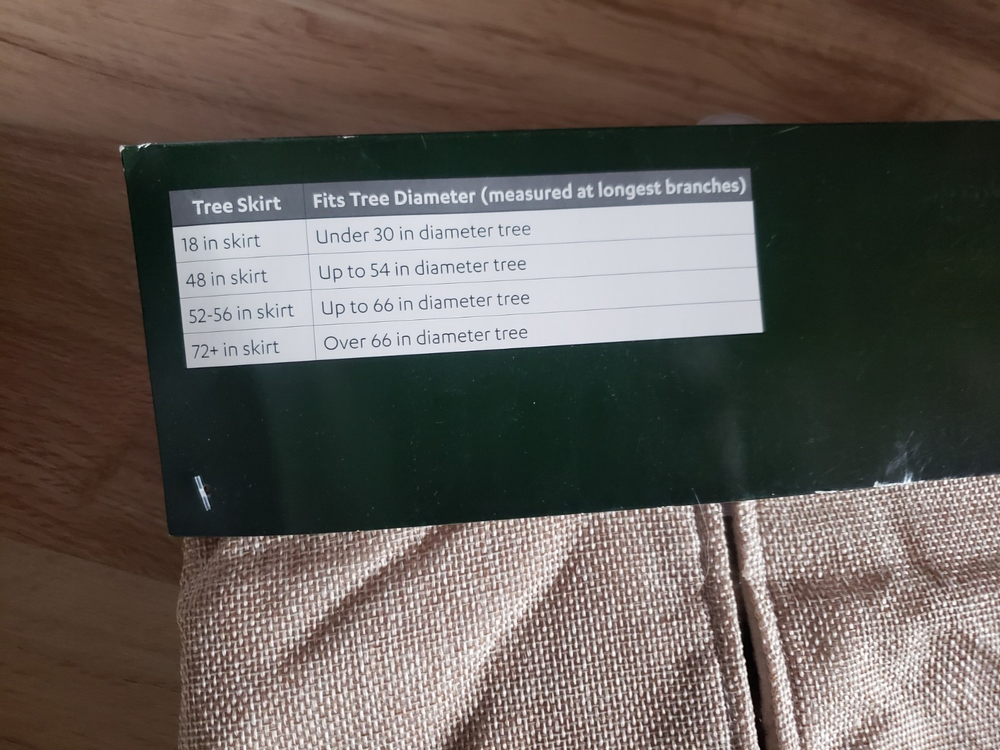 Tree Skirt Fits Tree Diameter (measured at longest branches)
18 in skirt Under 30 in diameter tree
48 in skirt Up to 54 in diameter tree
52-56 in skirt Up to 66 in diameter tree
72+ in skirt Over 66 in diameter tree